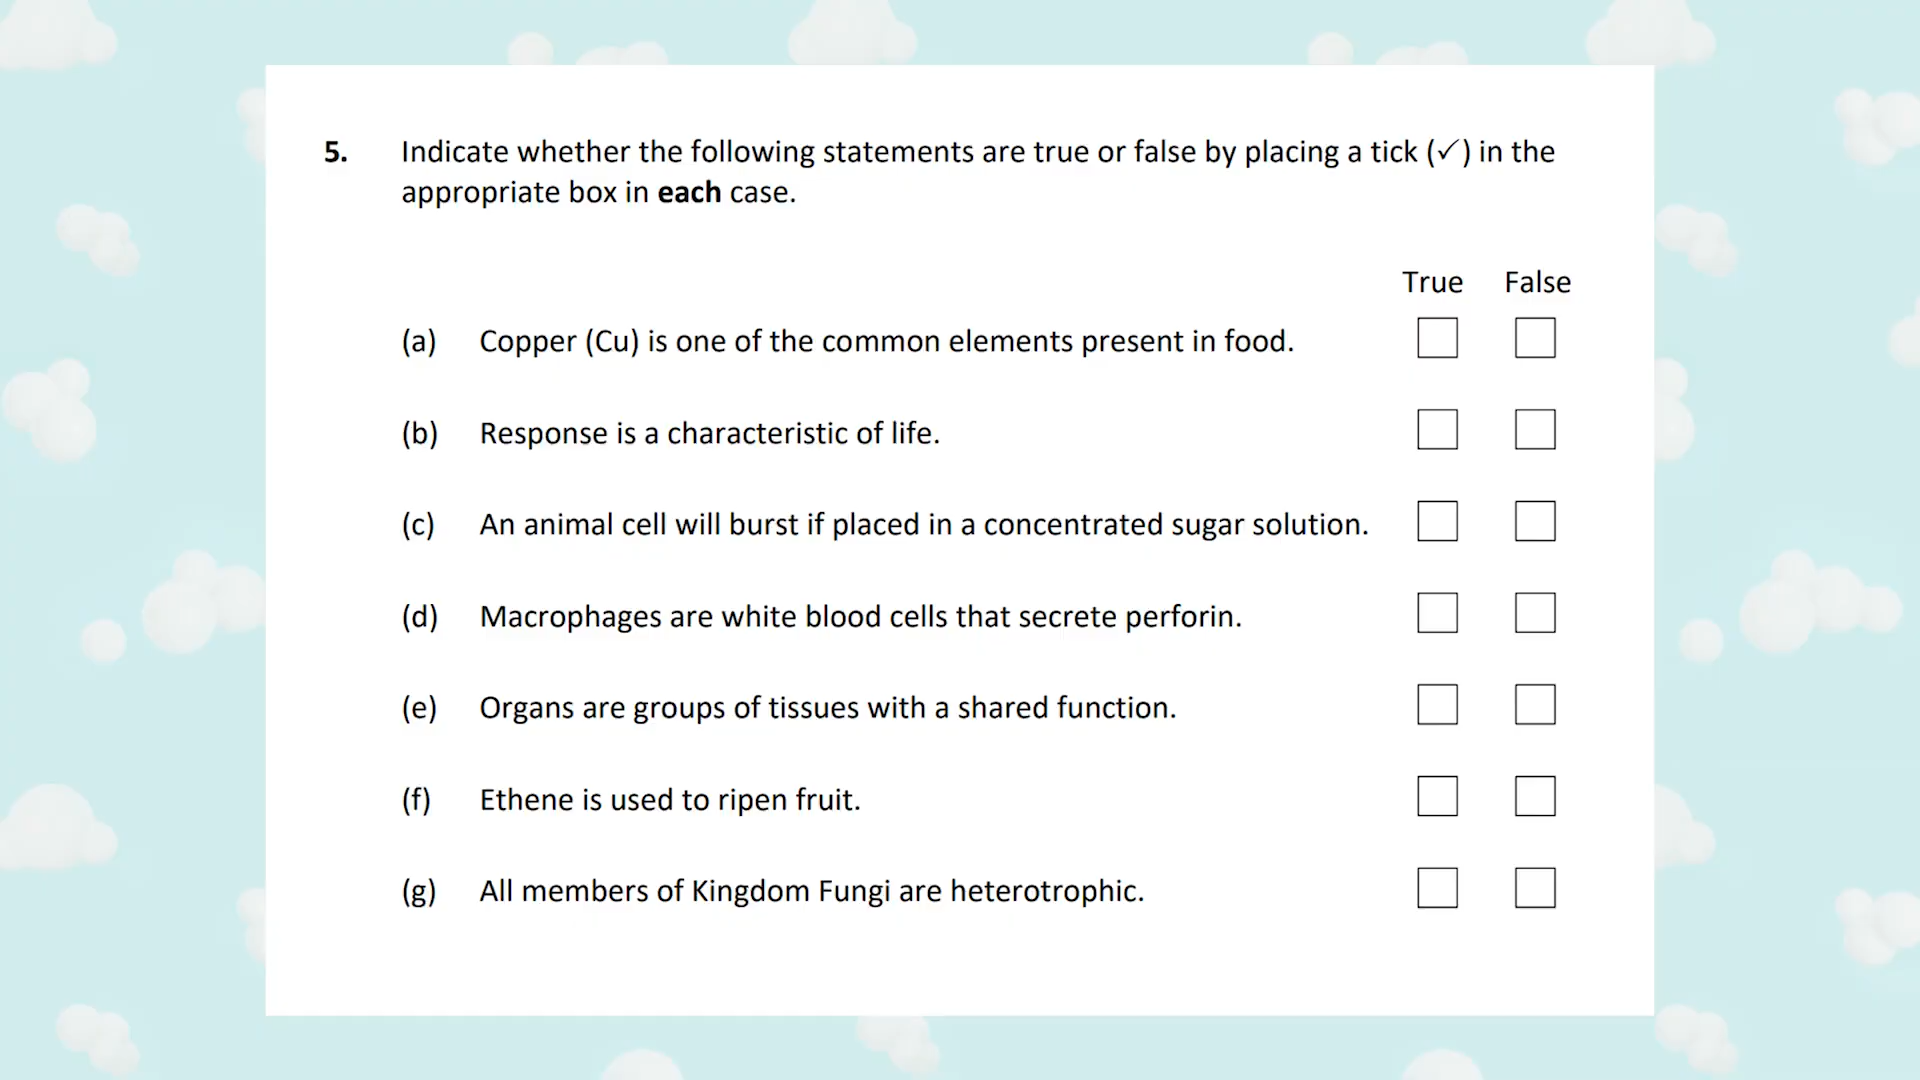 5. Indicate whether the following statements are true or false by placing a tick (✓) in the
appropriate box in each case.
True False
(a) Copper (Cu) is one of the common elements present in food.
(b) Response is a characteristic of life.
(c) An animal cell will burst if placed in a concentrated sugar solution.
(d) Macrophages are white blood cells that secrete perforin.
(e) Organs are groups of tissues with a shared function.
(f) Ethene is used to ripen fruit.
(g) All members of Kingdom Fungi are heterotrophic.